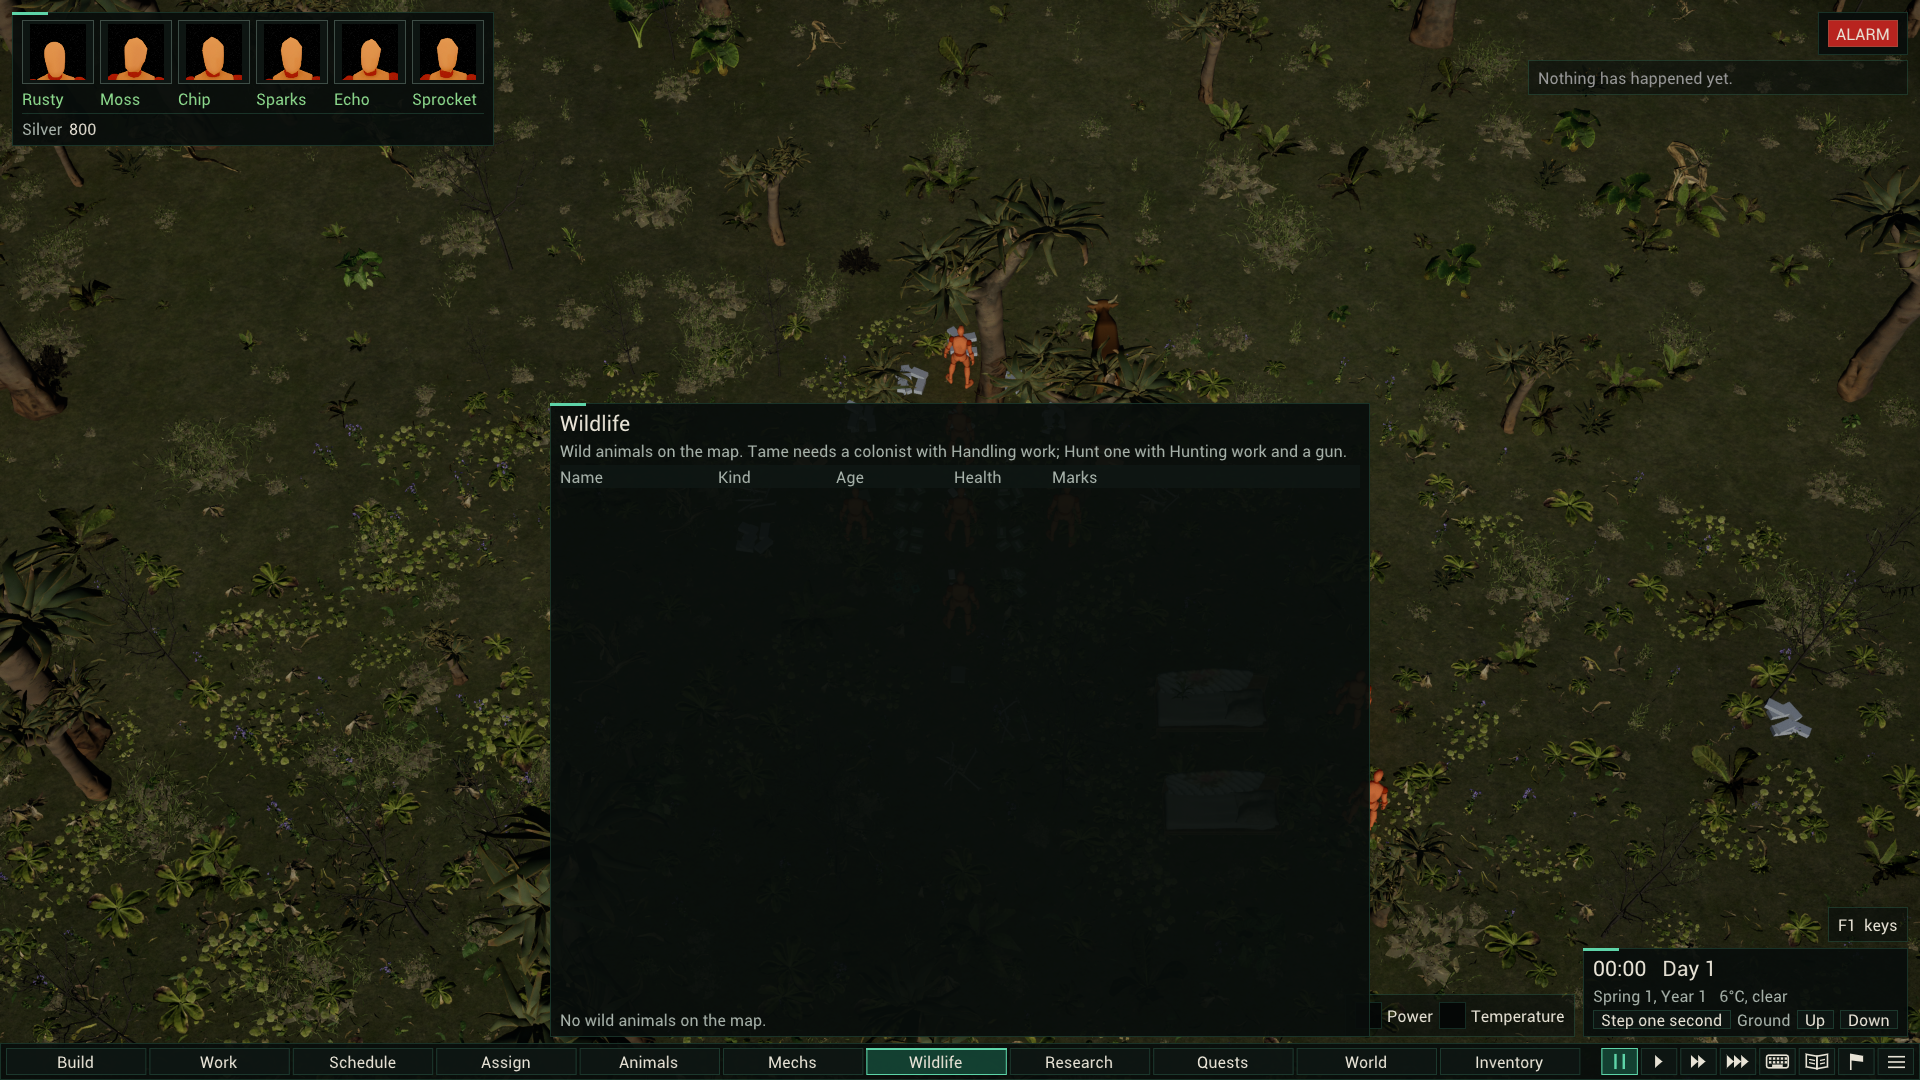 Rusty Moss Chip Sparks Echo Sprocket
Silver 800
ALARM
Nothing has happened yet.
Wildlife
Wild animals on the map. Tame needs a colonist with Handling work; Hunt one with Hunting work and a gun.
Name Kind Age Health Marks
No wild animals on the map.
Power Temperature
F1 keys
00:00 Day 1
Spring 1, Year 1 6°C, clear
Step one second Ground Up Down
Build Work Schedule Assign Animals Mechs Wildlife Research Quests World Inventory